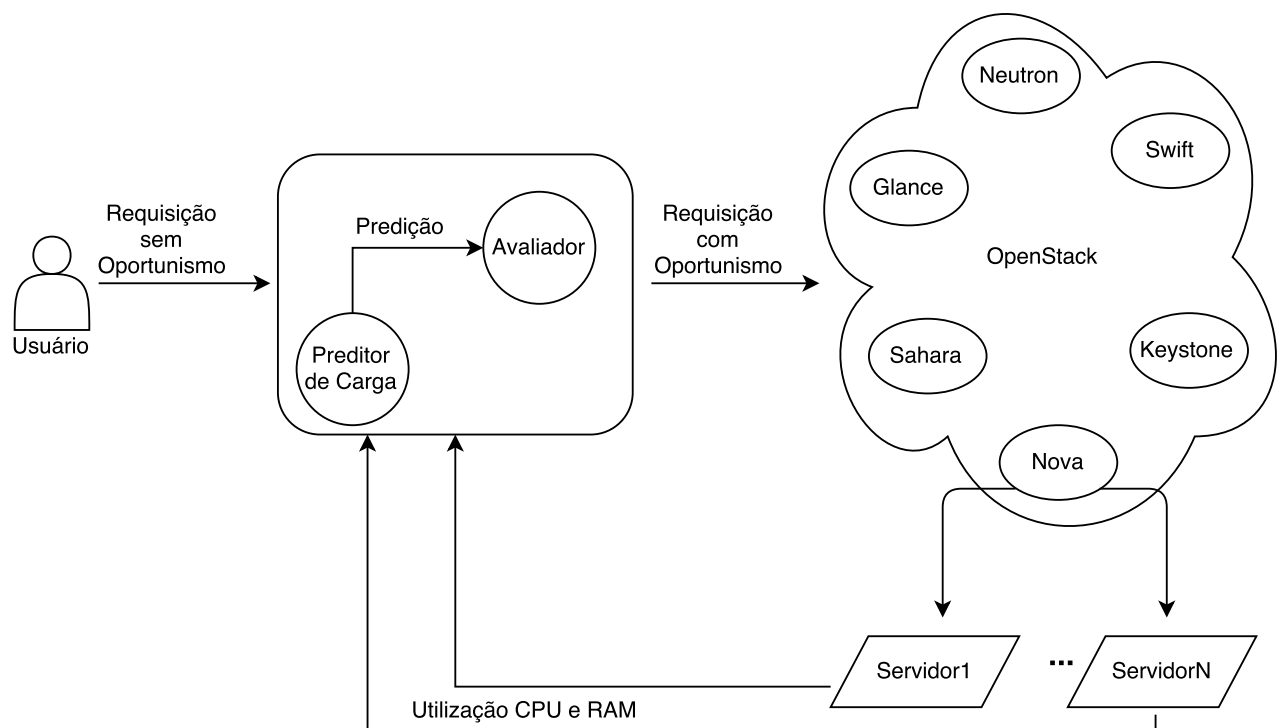 Neutron
Swift
Glance
Requisição
sem
Oportunismo
Predição
Avaliador
Requisição
com
Oportunismo
OpenStack
Usuário
Preditor
de Carga
Sahara
Keystone
Nova
Servidor1
...
ServidorN
Utilização CPU e RAM